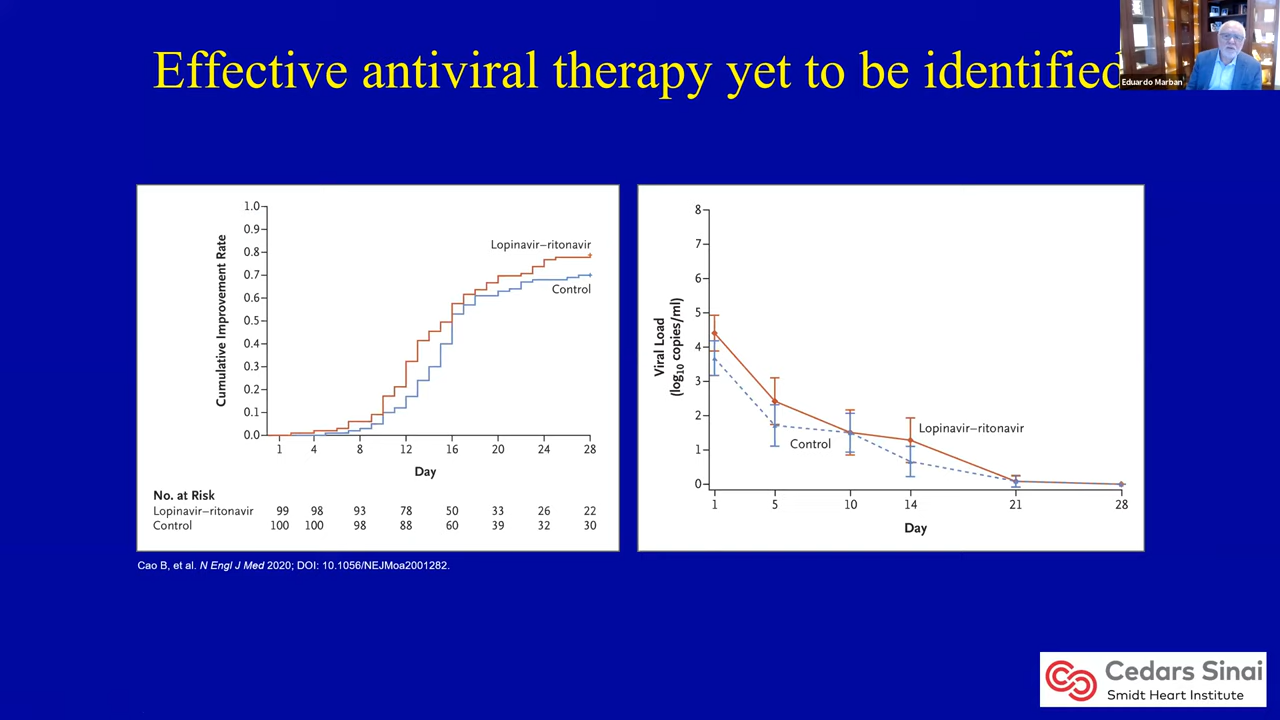 Effective antiviral therapy yet to be identified
Eduardo Marban
1.0
0.9
0.8
0.7
0.6
0.5
0.4
0.3
0.2
0.1
0.0
Cumulative Improvement Rate
Lopinavir–ritonavir
Control
1 4 8 12 16 20 24 28
Day
No. at Risk
Lopinavir–ritonavir 99 98 93 78 50 33 26 22
Control 100 100 98 88 60 39 32 30
8
7
6
5
4
3
2
1
0
Viral Load
(log10 copies/ml)
Lopinavir–ritonavir
Control
1 5 10 14 21 28
Day
Cao B, et al. N Engl J Med 2020; DOI: 10.1056/NEJMoa2001282.
Cedars Sinai
Smidt Heart Institute